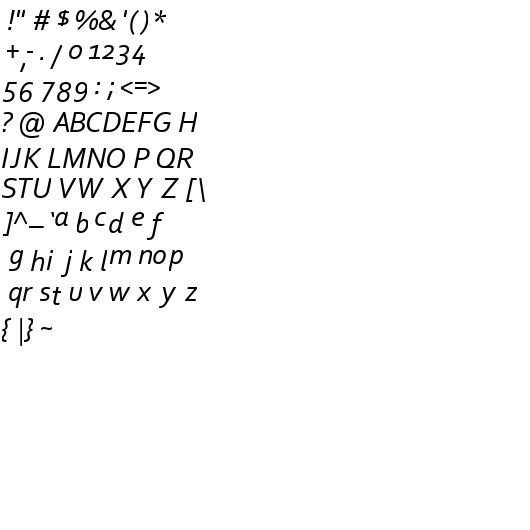 !" # $ %& '()*
+,- . / 0 1234
56 789 : ; <=>
? @ ABCDEFG H
IJK LMNO P QR
STU VW X Y Z [\
]^_ `a b c d e f
g hi j k lm nop
qr st u v w x y z
{ |} ~